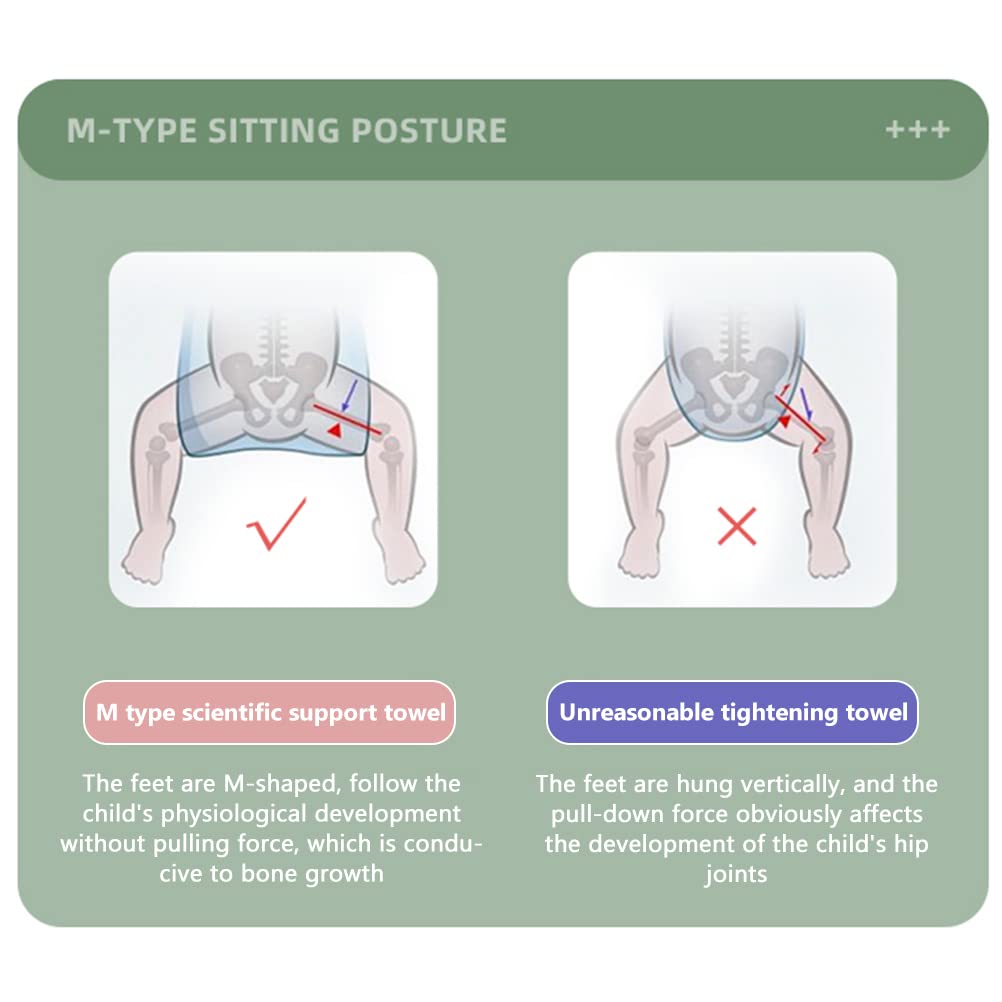 M-TYPE SITTING POSTURE +++
M type scientific support towel
The feet are M-shaped, follow the
child's physiological development
without pulling force, which is condu-
cive to bone growth
Unreasonable tightening towel
The feet are hung vertically, and the
pull-down force obviously affects
the development of the child's hip
joints